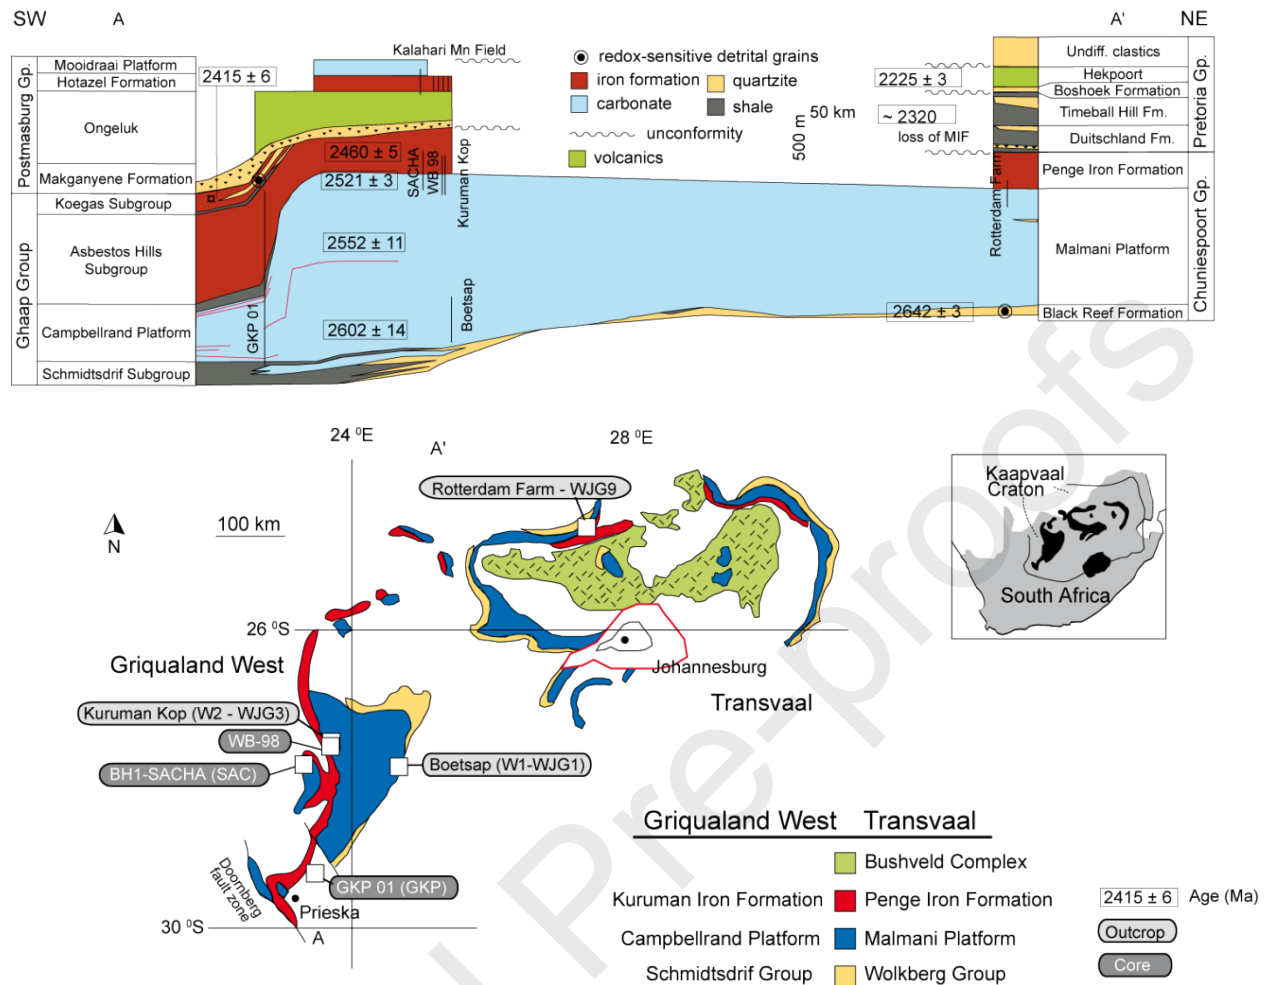 SW
A
A'
NE
Kalahari Mn Field
redox-sensitive detrital grains
iron formation
quartzite
carbonate
shale
unconformity
volcanics
500 m
50 km
Postmasburg Gp.
Mooidraai Platform
Hotazel Formation
Ongeluk
Makganyene Formation
Ghaap Group
Koegas Subgroup
Asbestos Hills
Subgroup
Campbellrand Platform
Schmidtsdrif Subgroup
2415 ± 6
2460 ± 5
2521 ± 3
2552 ± 11
2602 ± 14
SACHA
WB 98
Kuruman Kop
GKP 01
Boetsap
2225 ± 3
~ 2320
loss of MIF
2642 ± 3
Rotterdam Farm
Undiff. clastics
Hekpoort
Boshoek Formation
Timeball Hill Fm.
Duitschland Fm.
Penge Iron Formation
Malmani Platform
Black Reef Formation
Pretoria Gp.
Chuniespoort Gp.
24 ⁰E
A'
28 ⁰E
Rotterdam Farm - WJG9
100 km
N
26 ⁰S
Griqualand West
Johannesburg
Transvaal
Kuruman Kop (W2 - WJG3)
WB-98
BH1-SACHA (SAC)
Boetsap (W1-WJG1)
GKP 01 (GKP)
Doornberg
fault zone
Prieska
30 ⁰S
A
Kaapvaal
Craton
South Africa
Griqualand West
Transvaal
Bushveld Complex
Kuruman Iron Formation
Penge Iron Formation
Campbellrand Platform
Malmani Platform
Schmidtsdrif Group
Wolkberg Group
2415 ± 6
Age (Ma)
Outcrop
Core
Pre-proofs